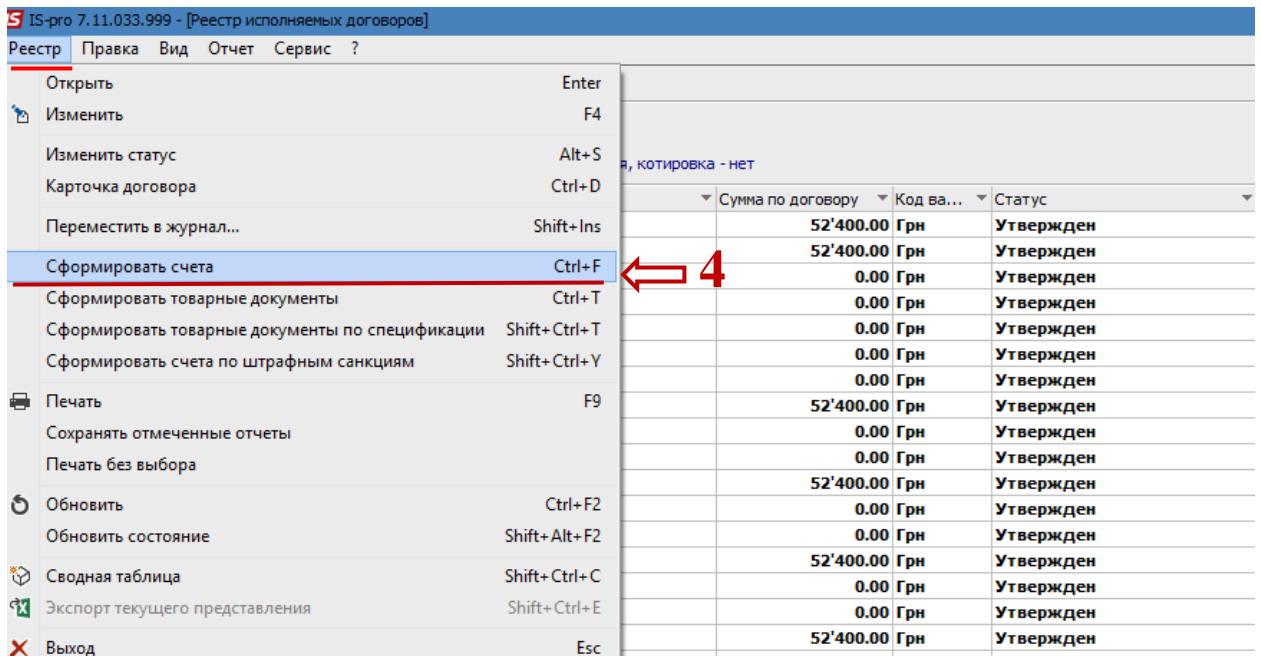 IS-pro 7.11.033.999 - [Реестр исполняемых договоров]
Реестр Правка Вид Отчет Сервис ?
Открыть Enter
Изменить F4
Изменить статус Alt+S
Карточка договора Ctrl+D
Переместить в журнал... Shift+Ins
Сформировать счета Ctrl+F
Сформировать товарные документы Ctrl+T
Сформировать товарные документы по спецификации Shift+Ctrl+T
Сформировать счета по штрафным санкциям Shift+Ctrl+Y
Печать F9
Сохранять отмеченные отчеты
Печать без выбора
Обновить Ctrl+F2
Обновить состояние Shift+Alt+F2
Сводная таблица Shift+Ctrl+C
Экспорт текущего представления Shift+Ctrl+E
Выход Esc
4
, котировка - нет
Сумма по договору Код ва... Статус
52'400.00 Грн Утвержден
52'400.00 Грн Утвержден
0.00 Грн Утвержден
0.00 Грн Утвержден
0.00 Грн Утвержден
0.00 Грн Утвержден
0.00 Грн Утвержден
52'400.00 Грн Утвержден
0.00 Грн Утвержден
0.00 Грн Утвержден
52'400.00 Грн Утвержден
0.00 Грн Утвержден
0.00 Грн Утвержден
52'400.00 Грн Утвержден
0.00 Грн Утвержден
0.00 Грн Утвержден
52'400.00 Грн Утвержден